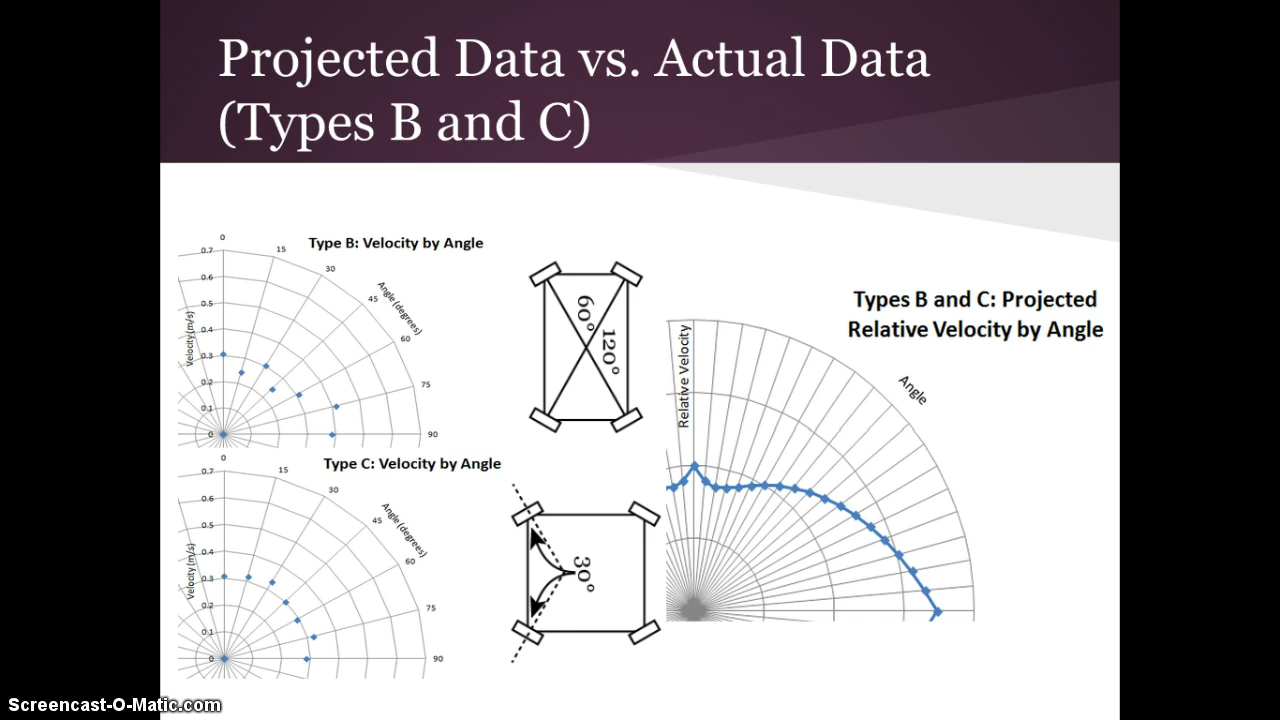 Projected Data vs. Actual Data
(Types B and C)
Type B: Velocity by Angle
0
15
30
45
60
75
90
Angle (degrees)
Velocity (m/s)
0.7
0.6
0.5
0.4
0.3
0.2
0.1
0
60°
120°
Types B and C: Projected
Relative Velocity by Angle
Relative Velocity
Angle
Type C: Velocity by Angle
0
15
30
45
60
75
90
Angle (degrees)
Velocity (m/s)
0.7
0.6
0.5
0.4
0.3
0.2
0.1
0
30°
Screencast-O-Matic.com